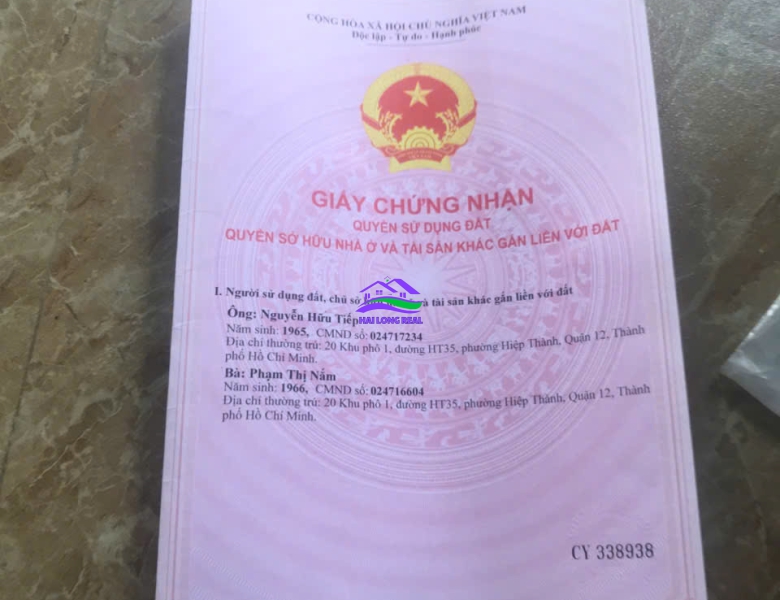 CỘNG HÒA XÃ HỘI CHỦ NGHĨA VIỆT NAM
Độc lập - Tự do - Hạnh phúc
GIẤY CHỨNG NHẬN
QUYỀN SỬ DỤNG ĐẤT
QUYỀN SỞ HỮU NHÀ Ở VÀ TÀI SẢN KHÁC GẮN LIỀN VỚI ĐẤT
I. Người sử dụng đất, chủ sở và tài sản khác gắn liền với đất
Ông: Nguyễn Hữu Tiếp
HAI LONG REAL
Năm sinh: 1965, CMND số: 024717234
Địa chỉ thường trú: 20 Khu phố 1, đường HT35, phường Hiệp Thành, Quận 12, Thành
phố Hồ Chí Minh.
Bà: Phạm Thị Nấm
Năm sinh: 1966, CMND số: 024716604
Địa chỉ thường trú: 20 Khu phố 1, đường HT35, phường Hiệp Thành, Quận 12, Thành
phố Hồ Chí Minh.
CY 338938